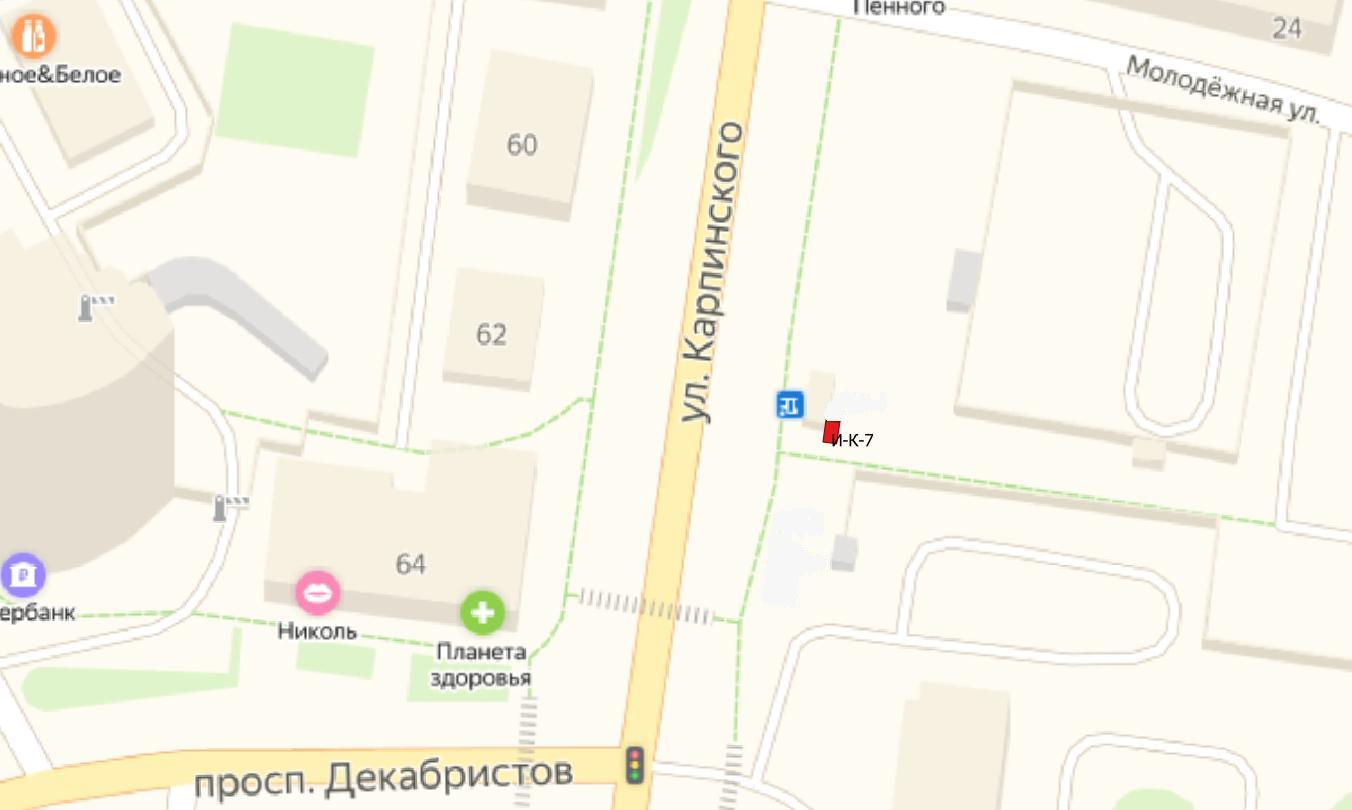 Пенного
24
ное&Белое
Молодёжная ул.
60
ул. Карпинского
62
И-К-7
64
ербанк
Николь
Планета
здоровья
просп. Декабристов